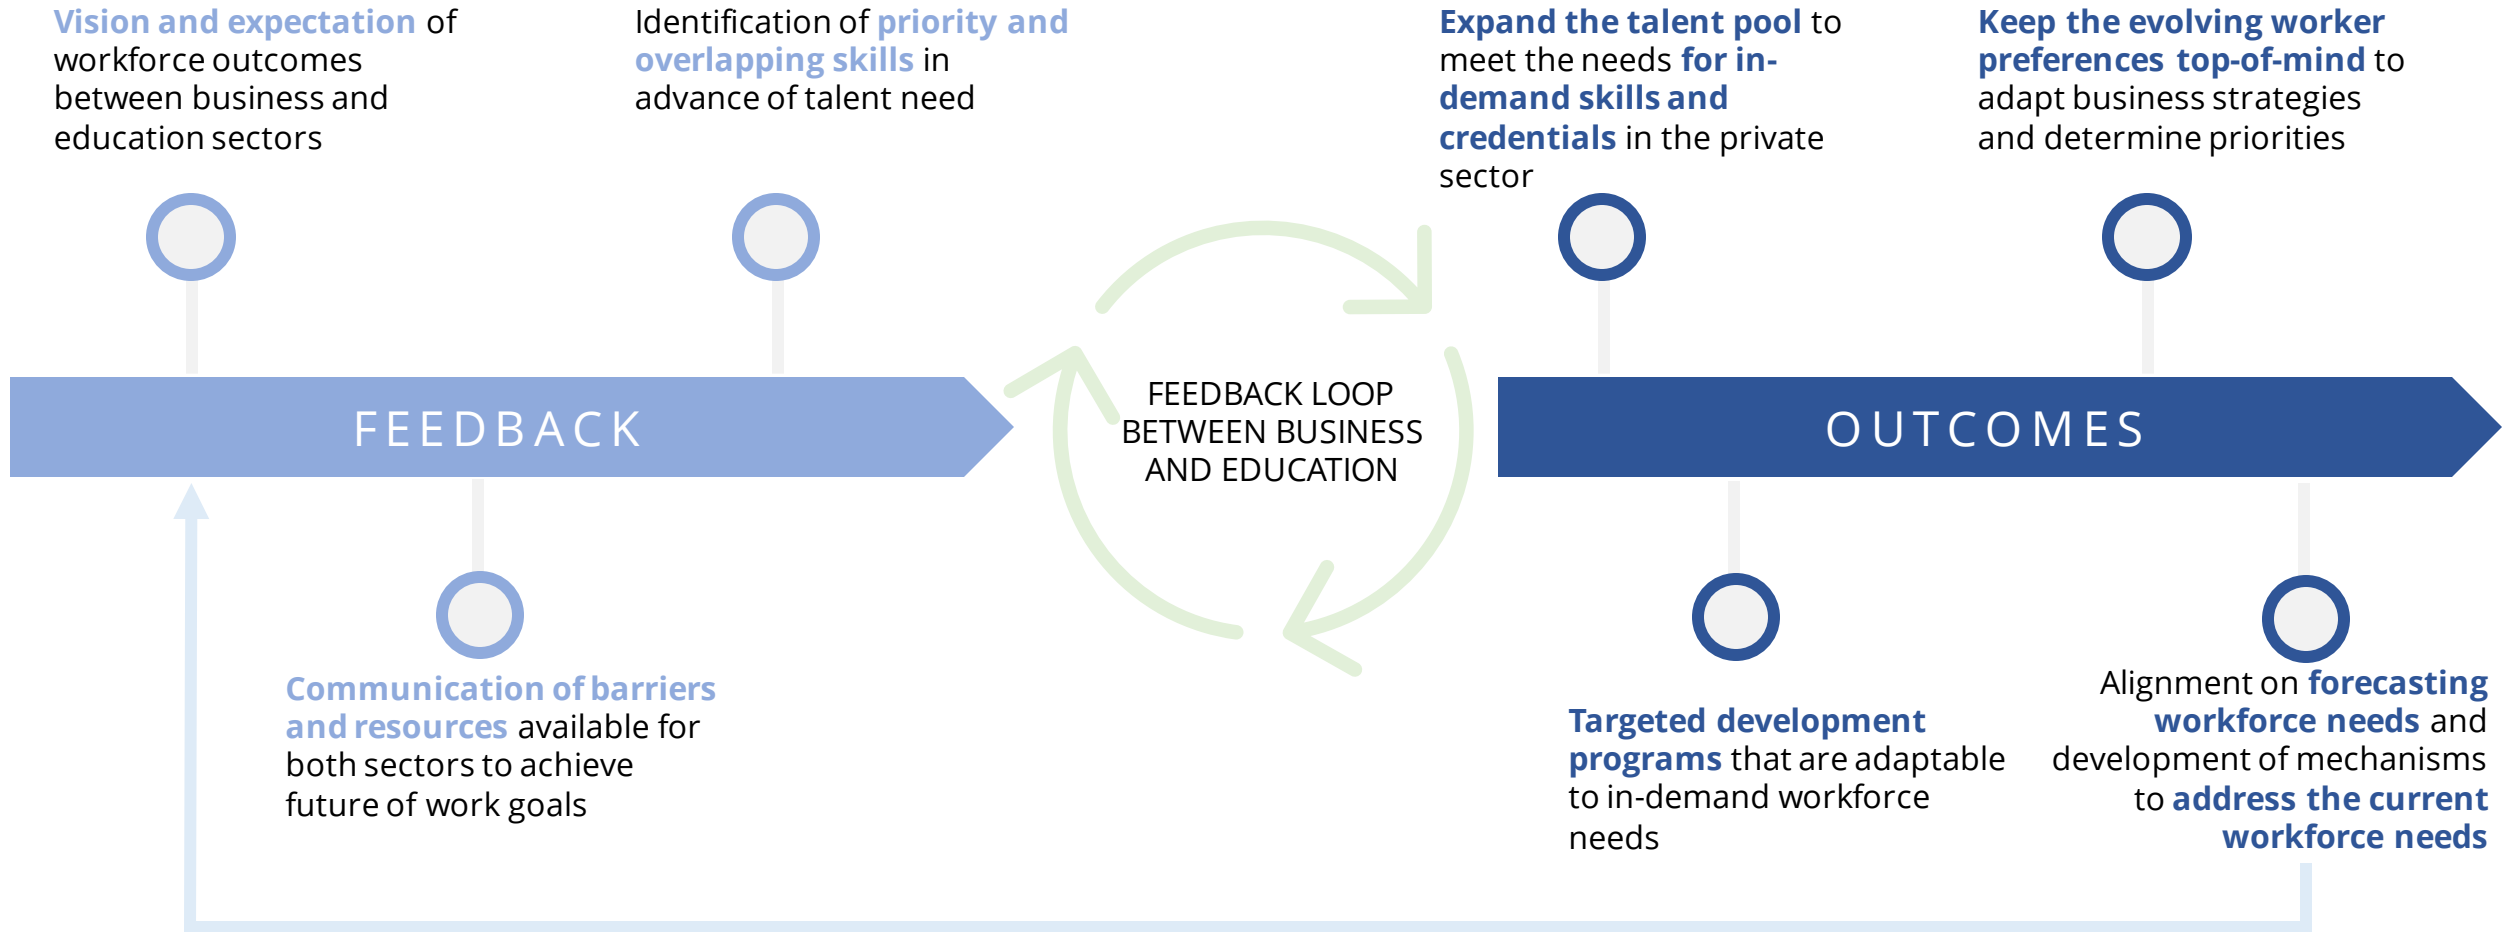 Vision and expectation of
workforce outcomes
between business and
education sectors
Identification of priority and
overlapping skills in
advance of talent need
Expand the talent pool to
meet the needs for in-
demand skills and
credentials in the private
sector
Keep the evolving worker
preferences top-of-mind to
adapt business strategies
and determine priorities
FEEDBACK
FEEDBACK LOOP
BETWEEN BUSINESS
AND EDUCATION
OUTCOMES
Communication of barriers
and resources available for
both sectors to achieve
future of work goals
Targeted development
programs that are adaptable
to in-demand workforce
needs
Alignment on forecasting
workforce needs and
development of mechanisms
to address the current
workforce needs